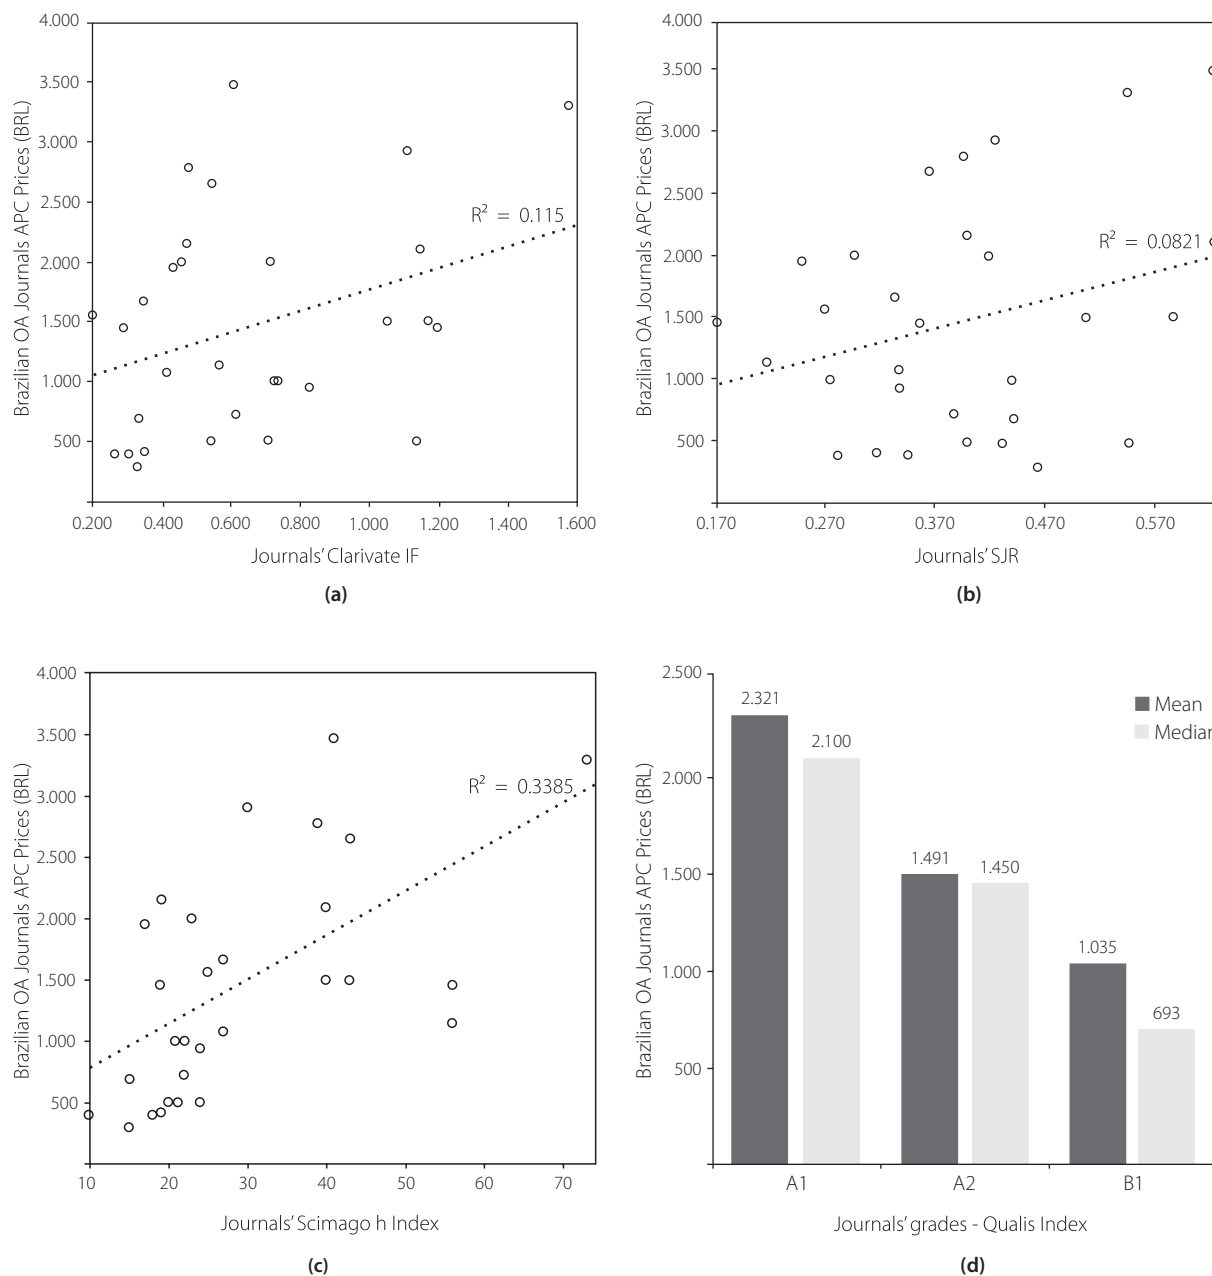 4.000
3.500
3.000
2.500
2.000
1.500
1.000
500
Brazilian OA Journals APC Prices (BRL)
R² = 0.115
0.200 0.400 0.600 0.800 1.000 1.200 1.400 1.600
Journals' Clarivate IF
(a)
4.000
3.500
3.000
2.500
2.000
1.500
1.000
500
Brazilian OA Journals APC Prices (BRL)
R² = 0.0821
0.170 0.270 0.370 0.470 0.570
Journals' SJR
(b)
4.000
3.500
3.000
2.500
2.000
1.500
1.000
500
Brazilian OA Journals APC Prices (BRL)
R² = 0.3385
10 20 30 40 50 60 70
Journals' Scimago h Index
(c)
2.500
2.000
1.500
1.000
500
Brazilian OA Journals APC Prices (BRL)
Mean
Median
2.321
2.100
1.491
1.450
1.035
693
A1 A2 B1
Journals' grades - Qualis Index
(d)